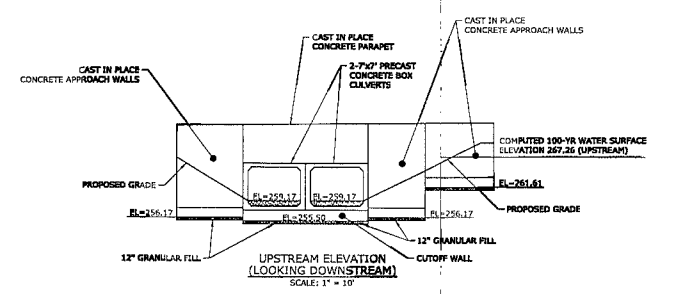 CAST IN PLACE
CONCRETE APPROACH WALLS
CAST IN PLACE
CONCRETE PARAPET
2-7'x7' PRECAST
CONCRETE BOX
CULVERTS
CAST IN PLACE
CONCRETE APPROACH WALLS
COMPUTED 100-YR WATER SURFACE
ELEVATION 267.26 (UPSTREAM)
EL=259.17
EL=259.17
EL=261.61
PROPOSED GRADE
PROPOSED GRADE
EL=256.17
EL=255.50
EL=256.17
12" GRANULAR FILL
12" GRANULAR FILL
CUTOFF WALL
UPSTREAM ELEVATION
(LOOKING DOWNSTREAM)
SCALE: 1" = 10'